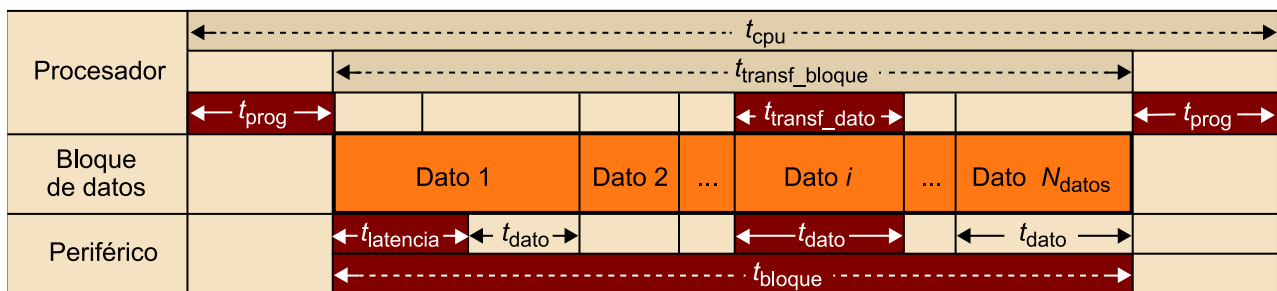 t_cpu
Procesador
t_transf_bloque
t_prog
t_transf_dato
t_prog
Bloque
de datos
Dato 1
Dato 2
...
Dato i
...
Dato N_datos
Periférico
t_latencia
t_dato
t_dato
t_dato
t_bloque